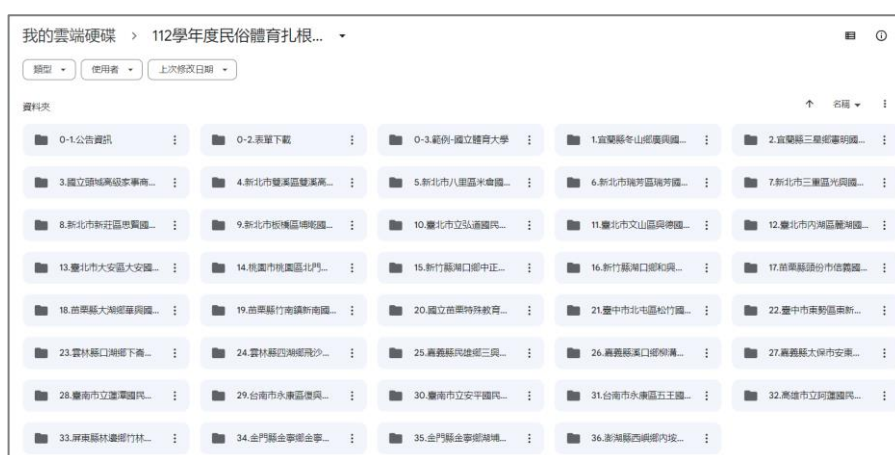 我的雲端硬碟 > 112學年度民俗體育扎根...
類型 使用者 上次修改日期
資料夾 名稱
0-1.公告資訊 0-2.表單下載 0-3.範例-國立體育大學 1.宜蘭縣冬山鄉廣興國... 2.宜蘭縣三星鄉憲明國...
3.國立頭城高級家事商... 4.新北市雙溪區雙溪高... 5.新北市八里區米倉國... 6.新北市瑞芳區瑞芳國... 7.新北市三重區光興國...
8.新北市新莊區思賢國... 9.新北市板橋區埔墘國... 10.臺北市立弘道國民... 11.臺北市文山區興德國... 12.臺北市內湖區麗湖國...
13.臺北市大安區大安國... 14.桃園市桃園區北門... 15.新竹縣湖口鄉中正... 16.新竹縣湖口鄉和興... 17.苗栗縣頭份市信義國...
18.苗栗縣大湖鄉華興國... 19.苗栗縣竹南鎮新南國... 20.國立苗栗特殊教育... 21.臺中市北屯區松竹國... 22.臺中市東勢區東新...
23.雲林縣口湖鄉下崙... 24.雲林縣四湖鄉飛沙... 25.嘉義縣民雄鄉三興... 26.嘉義縣溪口鄉柳溝... 27.嘉義縣太保市安東...
28.臺南市立蓮潭國民... 29.台南市永康區復興... 30.臺南市立安平國民... 31.台南市永康區五王國... 32.高雄市立阿蓮國民...
33.屏東縣林邊鄉竹林... 34.金門縣金寧鄉金寧... 35.金門縣金寧鄉湖埔... 36.澎湖縣西嶼鄉內垵...